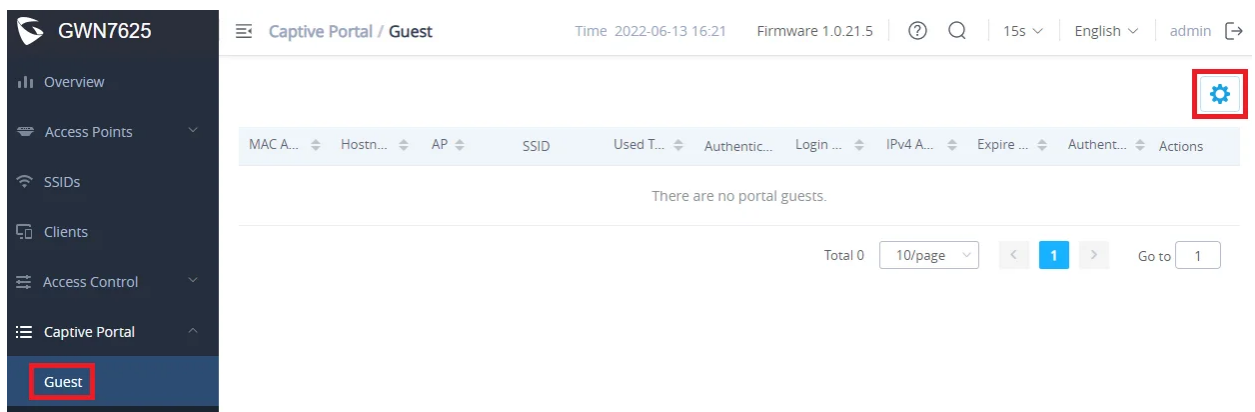 GWN7625
Captive Portal / Guest
Time 2022-06-13 16:21
Firmware 1.0.21.5
15s
English
admin
Overview
Access Points
SSIDs
Clients
Access Control
Captive Portal
Guest
MAC A... Hostn... AP SSID Used T... Authentic... Login ... IPv4 A... Expire ... Authent... Actions
There are no portal guests.
Total 0 10/page < 1 > Go to 1